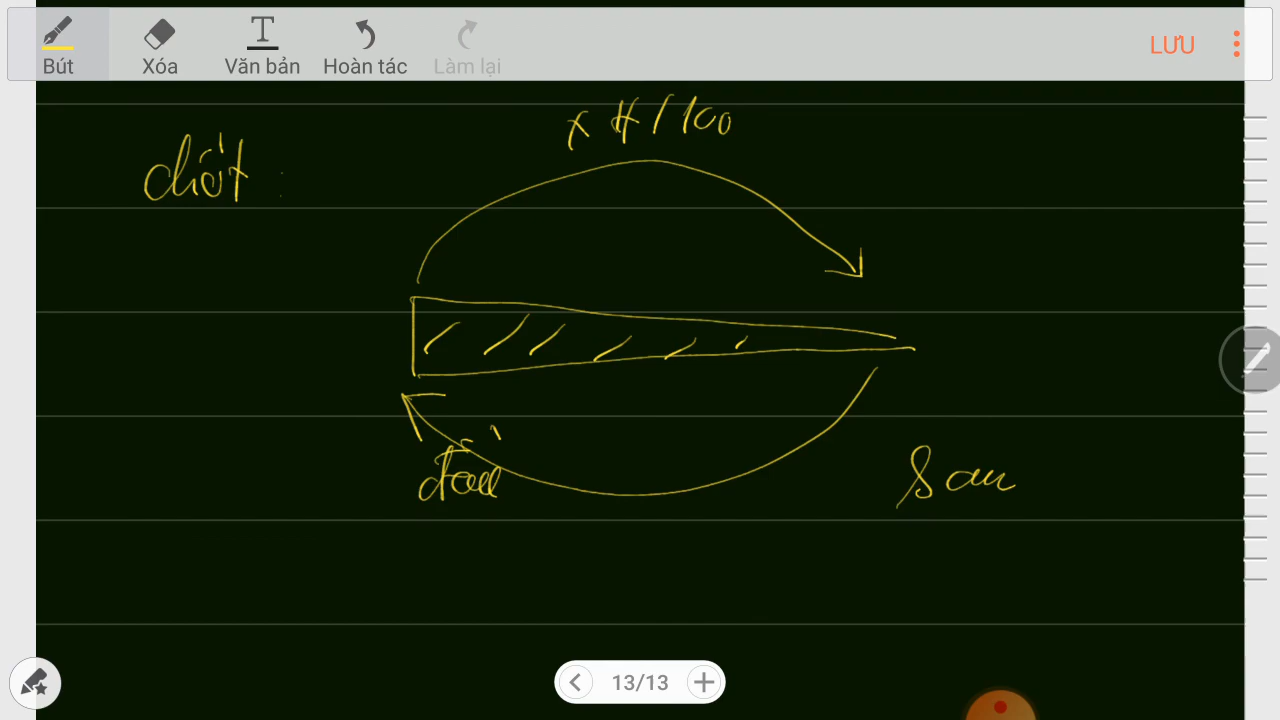 Bút
Xóa
Văn bản
Hoàn tác
Làm lại
LƯU
x H / 100
chốt :
đầu
Sau
13/13